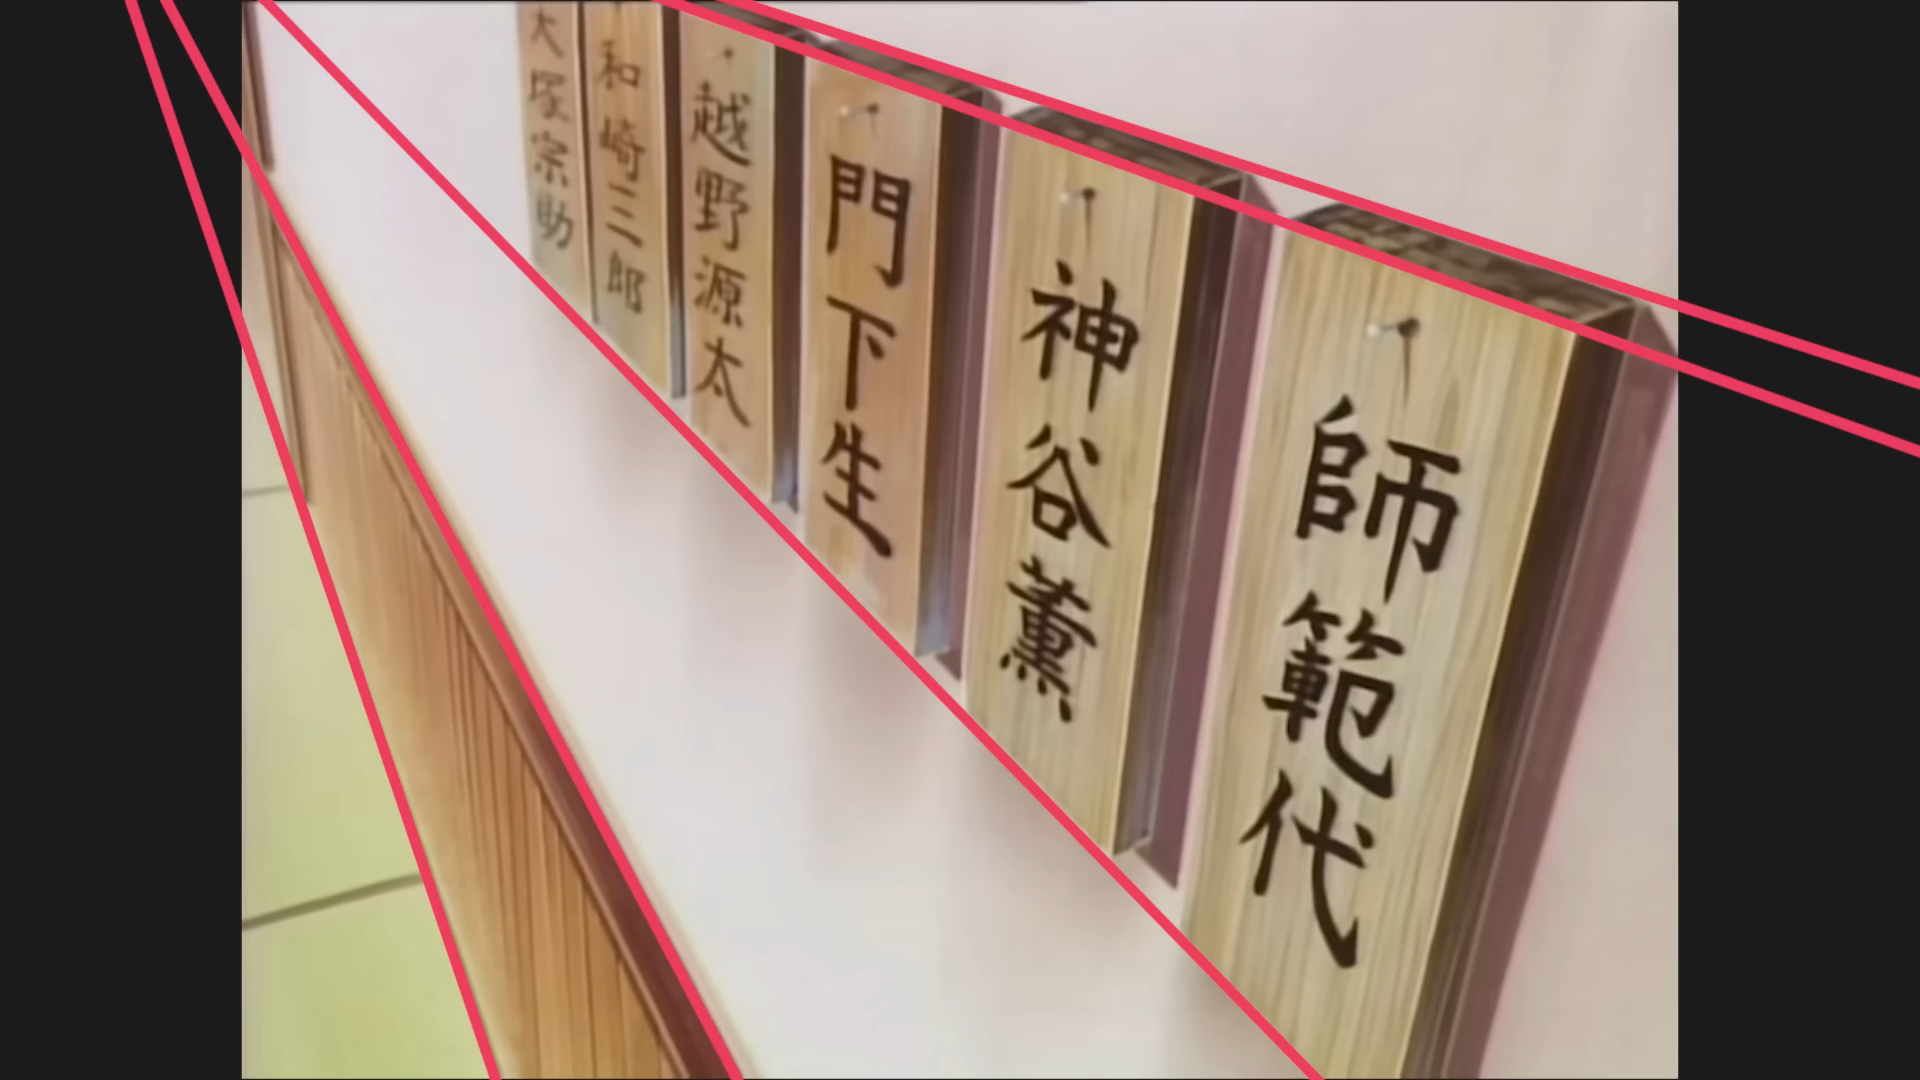 師範代
神谷薫
門下生
越野源太
和崎三郎
大塚宗助